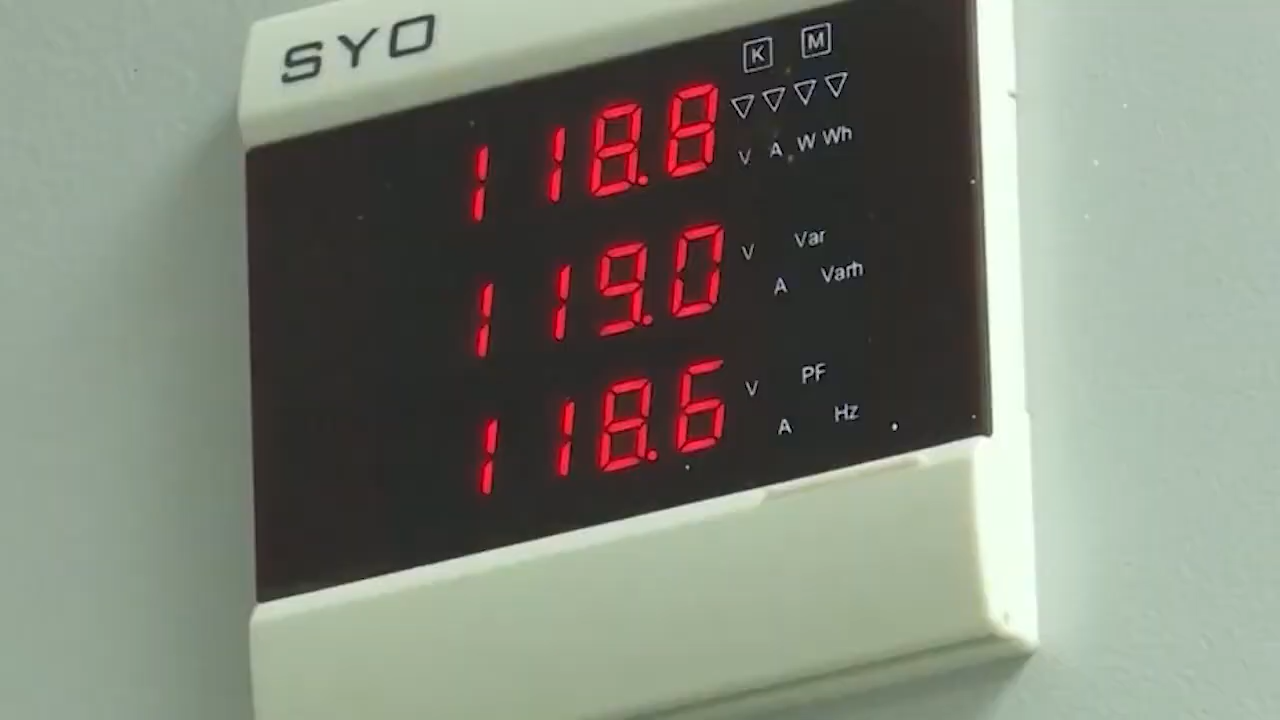 SYO
K M
118.8
V A W Wh
119.0 V Var
A Varh
118.6 V PF
A Hz